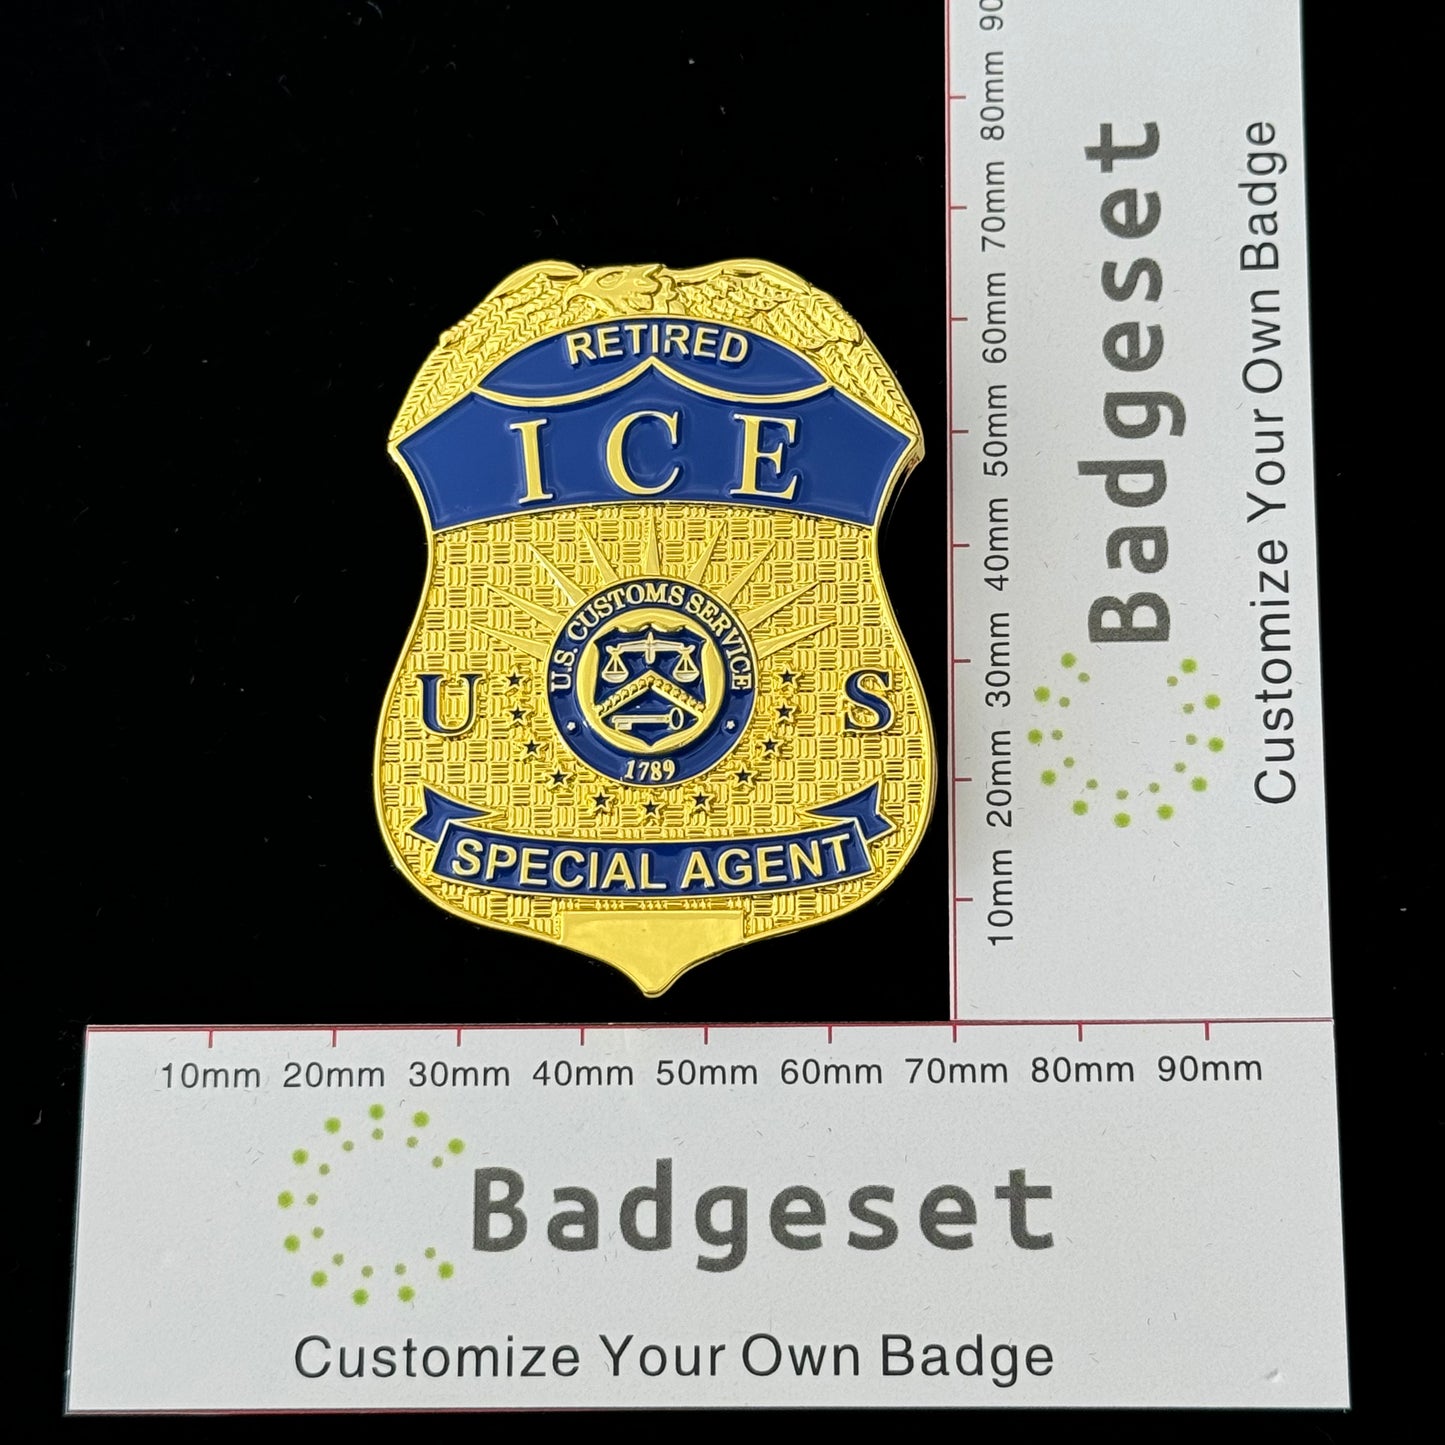 RETIRED
ICE
U.S. CUSTOMS SERVICE
U S
1789
SPECIAL AGENT
90
80mm
70mm
60mm
50mm
40mm
30mm
20mm
10mm
Badgeset
Customize Your Own Badge
10mm 20mm 30mm 40mm 50mm 60mm 70mm 80mm 90mm
Badgeset
Customize Your Own Badge